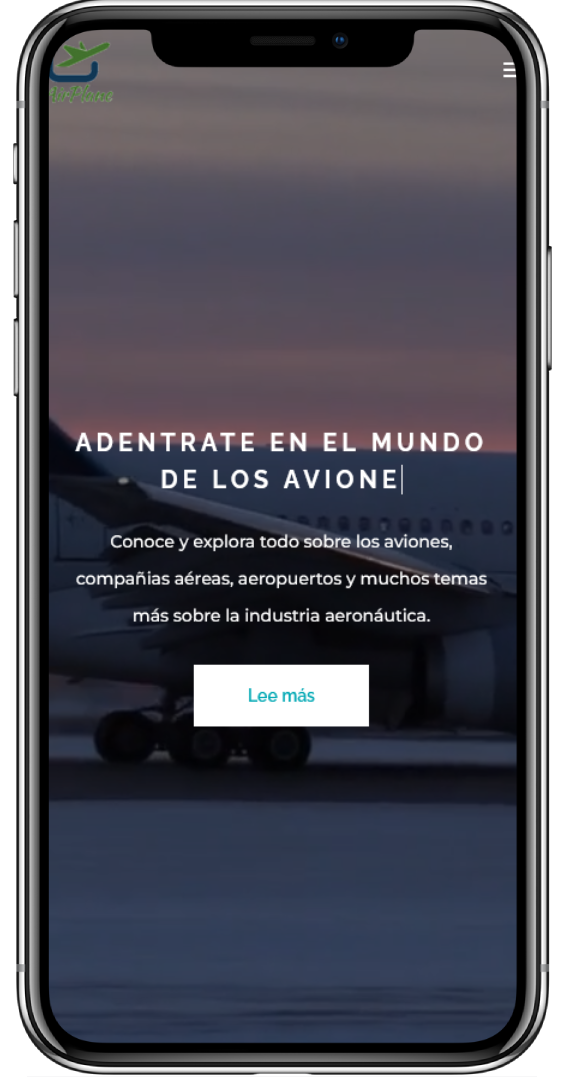 AirPlane
ADENTRATE EN EL MUNDO
DE LOS AVIONE
Conoce y explora todo sobre los aviones,
compañias aéreas, aeropuertos y muchos temas
más sobre la industria aeronáutica.
Lee más